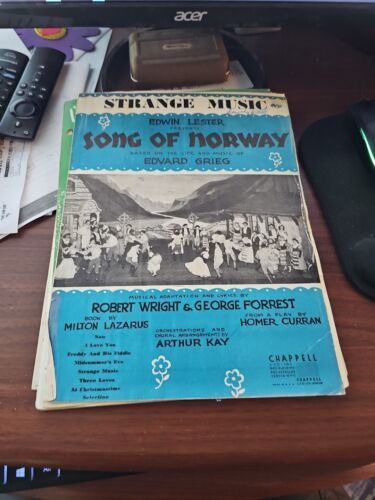 acer
STRANGE MUSIC
EDWIN LESTER
PRESENTS
SONG OF NORWAY
BASED ON THE LIFE AND MUSIC OF
EDVARD GRIEG
MUSICAL ADAPTATION AND LYRICS BY
ROBERT WRIGHT & GEORGE FORREST
BOOK BY
MILTON LAZARUS
FROM A PLAY BY
HOMER CURRAN
ORCHESTRATIONS AND
CHORAL ARRANGEMENTS BY
ARTHUR KAY
Now
I Love You
Freddy And His Fiddle
Midsummer's Eve
Strange Music
Three Loves
At Christmastime
Selection
CHAPPELL
CHAPPELL